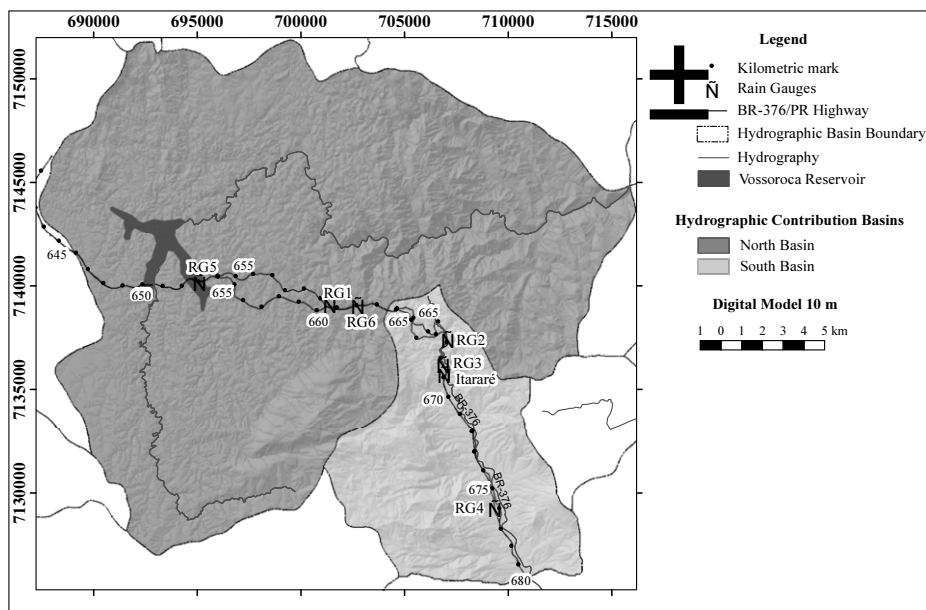 690000 695000 700000 705000 710000 715000
7150000
7145000
7140000
7135000
7130000
645
650
RG5
655
655
RG1
660
RG6
665
665
RG2
RG3
Itararé
670
BR-376
675
BR-376
RG4
680
Legend
Kilometric mark
Ñ Rain Gauges
BR-376/PR Highway
Hydrographic Basin Boundary
Hydrography
Vossoroca Reservoir
Hydrographic Contribution Basins
North Basin
South Basin
Digital Model 10 m
1 0 1 2 3 4 5 km